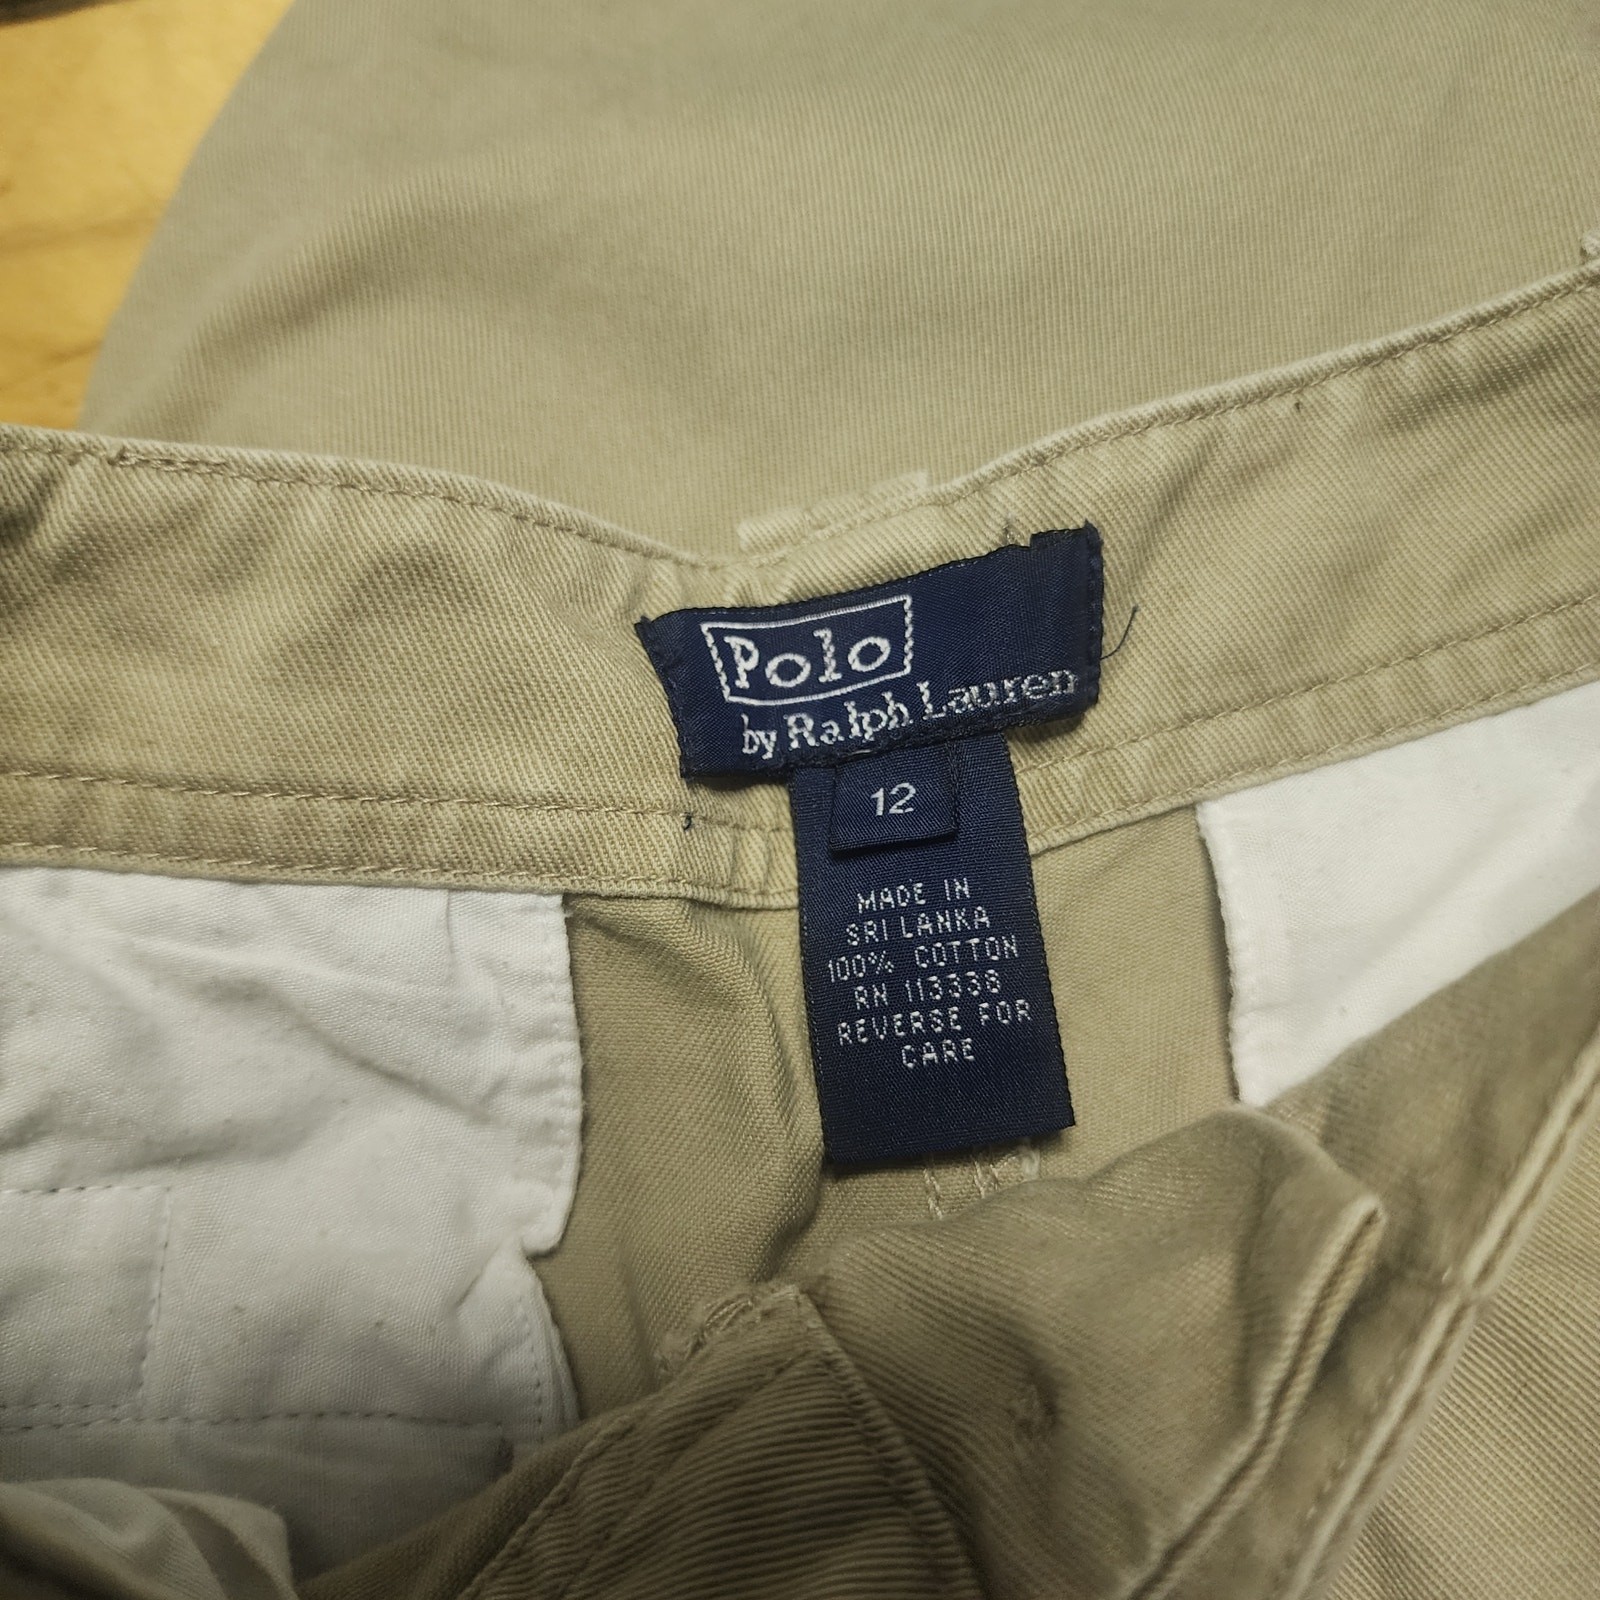 Polo
by Ralph Lauren
12
MADE IN
SRI LANKA
100% COTTON
RN 113338
REVERSE FOR
CARE